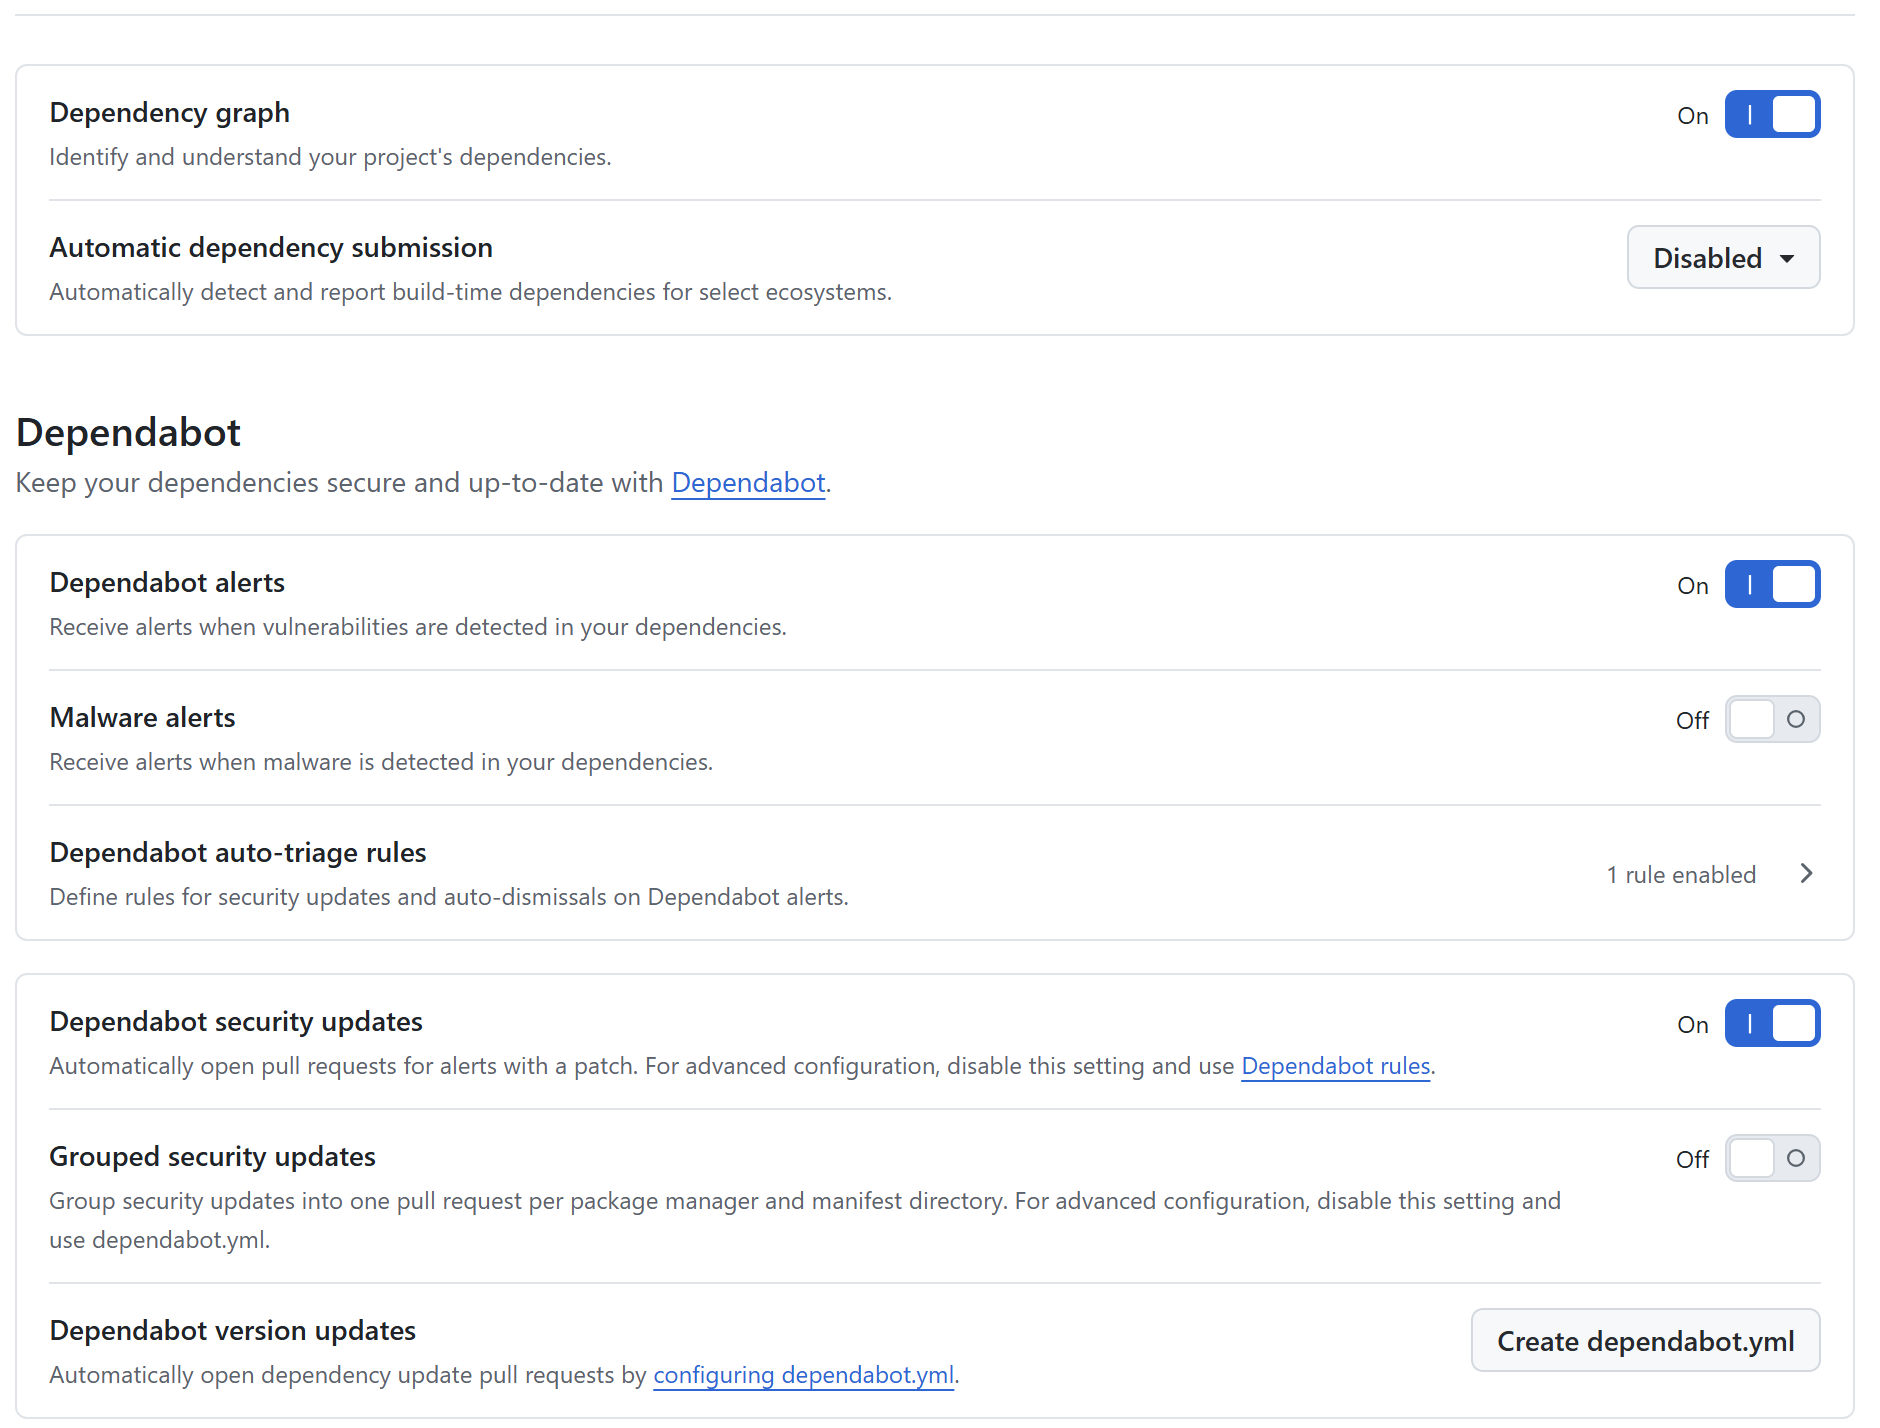 Dependency graph
On
Identify and understand your project's dependencies.
Automatic dependency submission
Disabled
Automatically detect and report build-time dependencies for select ecosystems.
Dependabot
Keep your dependencies secure and up-to-date with Dependabot.
Dependabot alerts
On
Receive alerts when vulnerabilities are detected in your dependencies.
Malware alerts
Off
Receive alerts when malware is detected in your dependencies.
Dependabot auto-triage rules
1 rule enabled
Define rules for security updates and auto-dismissals on Dependabot alerts.
Dependabot security updates
On
Automatically open pull requests for alerts with a patch. For advanced configuration, disable this setting and use Dependabot rules.
Grouped security updates
Off
Group security updates into one pull request per package manager and manifest directory. For advanced configuration, disable this setting and
use dependabot.yml.
Dependabot version updates
Create dependabot.yml
Automatically open dependency update pull requests by configuring dependabot.yml.